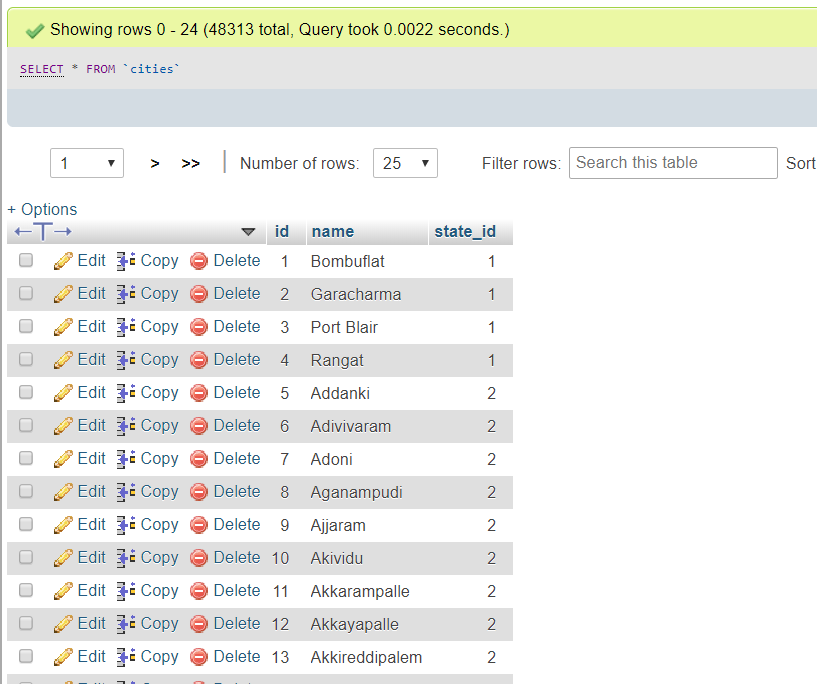 Showing rows 0 - 24 (48313 total, Query took 0.0022 seconds.)
SELECT * FROM `cities`
1 > >> Number of rows: 25 Filter rows: Search this table Sort
+ Options
←T→ id name state_id
Edit Copy Delete 1 Bombuflat 1
Edit Copy Delete 2 Garacharma 1
Edit Copy Delete 3 Port Blair 1
Edit Copy Delete 4 Rangat 1
Edit Copy Delete 5 Addanki 2
Edit Copy Delete 6 Adivivaram 2
Edit Copy Delete 7 Adoni 2
Edit Copy Delete 8 Aganampudi 2
Edit Copy Delete 9 Ajjaram 2
Edit Copy Delete 10 Akividu 2
Edit Copy Delete 11 Akkarampalle 2
Edit Copy Delete 12 Akkayapalle 2
Edit Copy Delete 13 Akkireddipalem 2